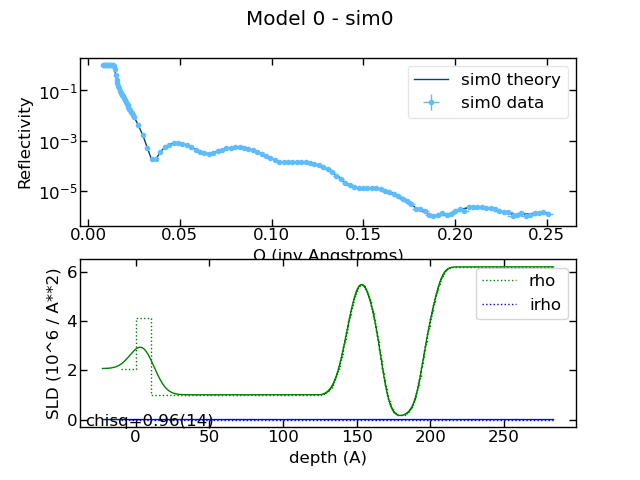 Model 0 - sim0
Reflectivity
10^-1
10^-3
10^-5
sim0 theory
sim0 data
0.00 0.05 0.10 0.15 0.20 0.25
Q (inv Angstroms)
SLD (10^6 / A**2)
6
4
2
0
rho
irho
chisq=0.96(14)
0 50 100 150 200 250
depth (A)